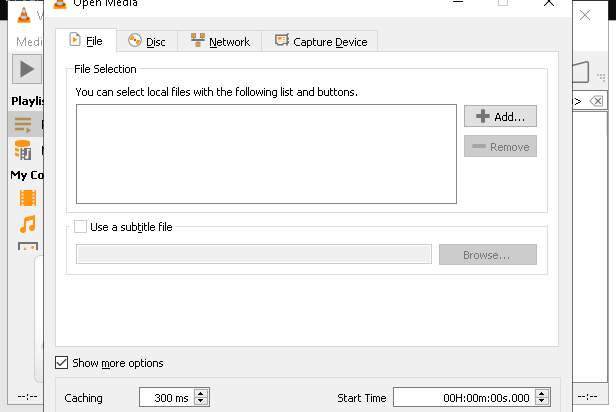 Open Media
V
Medi
File
Disc
Network
Capture Device
File Selection
You can select local files with the following list and buttons.
Add...
Remove
Playlis
My Co
Use a subtitle file
Browse...
Show more options
Caching
300 ms
Start Time
00H:00m:00s.000
--:--
--:--